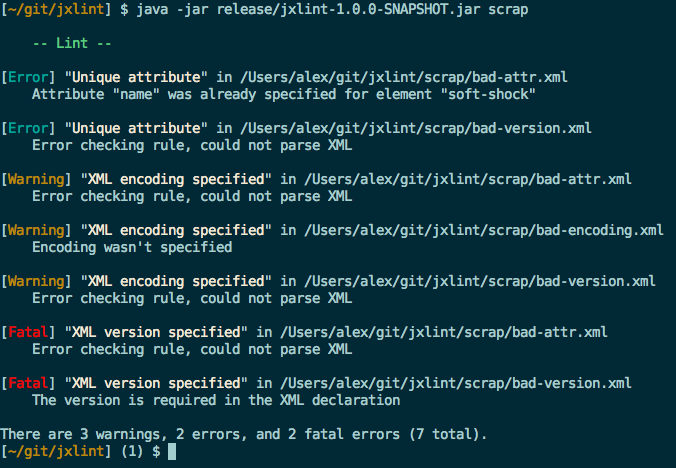 [~/git/jxlint] $ java -jar release/jxlint-1.0.0-SNAPSHOT.jar scrap
-- Lint --
[Error] "Unique attribute" in /Users/alex/git/jxlint/scrap/bad-attr.xml
Attribute "name" was already specified for element "soft-shock"
[Error] "Unique attribute" in /Users/alex/git/jxlint/scrap/bad-version.xml
Error checking rule, could not parse XML
[Warning] "XML encoding specified" in /Users/alex/git/jxlint/scrap/bad-attr.xml
Error checking rule, could not parse XML
[Warning] "XML encoding specified" in /Users/alex/git/jxlint/scrap/bad-encoding.xml
Encoding wasn't specified
[Warning] "XML encoding specified" in /Users/alex/git/jxlint/scrap/bad-version.xml
Error checking rule, could not parse XML
[Fatal] "XML version specified" in /Users/alex/git/jxlint/scrap/bad-attr.xml
Error checking rule, could not parse XML
[Fatal] "XML version specified" in /Users/alex/git/jxlint/scrap/bad-version.xml
The version is required in the XML declaration
There are 3 warnings, 2 errors, and 2 fatal errors (7 total).
[~/git/jxlint] (1) $